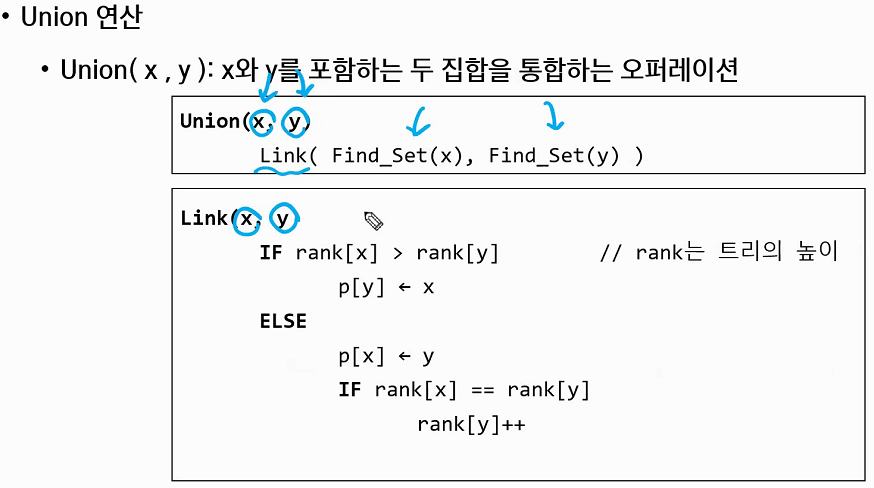 • Union 연산
• Union( x , y ): x와 y를 포함하는 두 집합을 통합하는 오퍼레이션
Union(x, y)
Link( Find_Set(x), Find_Set(y) )
Link(x, y)
IF rank[x] > rank[y] // rank는 트리의 높이
p[y] ← x
ELSE
p[x] ← y
IF rank[x] == rank[y]
rank[y]++